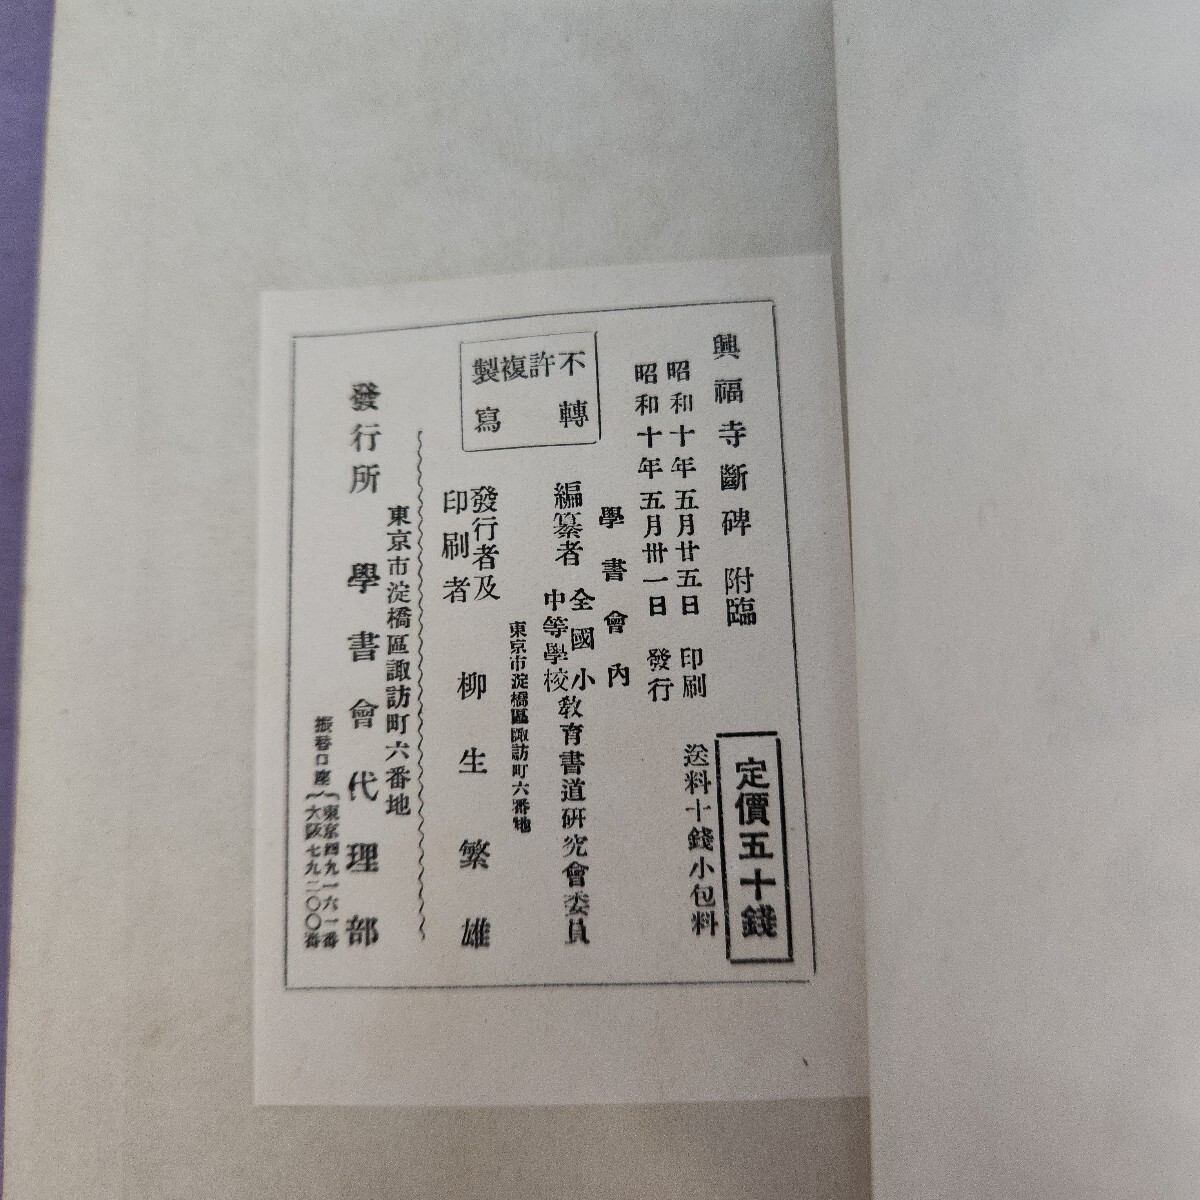 興福寺斷碑 附臨
昭和十年五月廿五日 印刷
昭和十年五月卅一日 發行
定價五十錢
送料十錢小包料
不許複製
轉寫
學書會內
編纂者 全國小
中等學校
教育書道研究會委員
東京市淀橋區諏訪町六番地
發行者及
印刷者
柳生繁雄
東京市淀橋區諏訪町六番地
發行所 學書會代理部
振替口座
東京四九一六一番
大阪七九二〇〇番